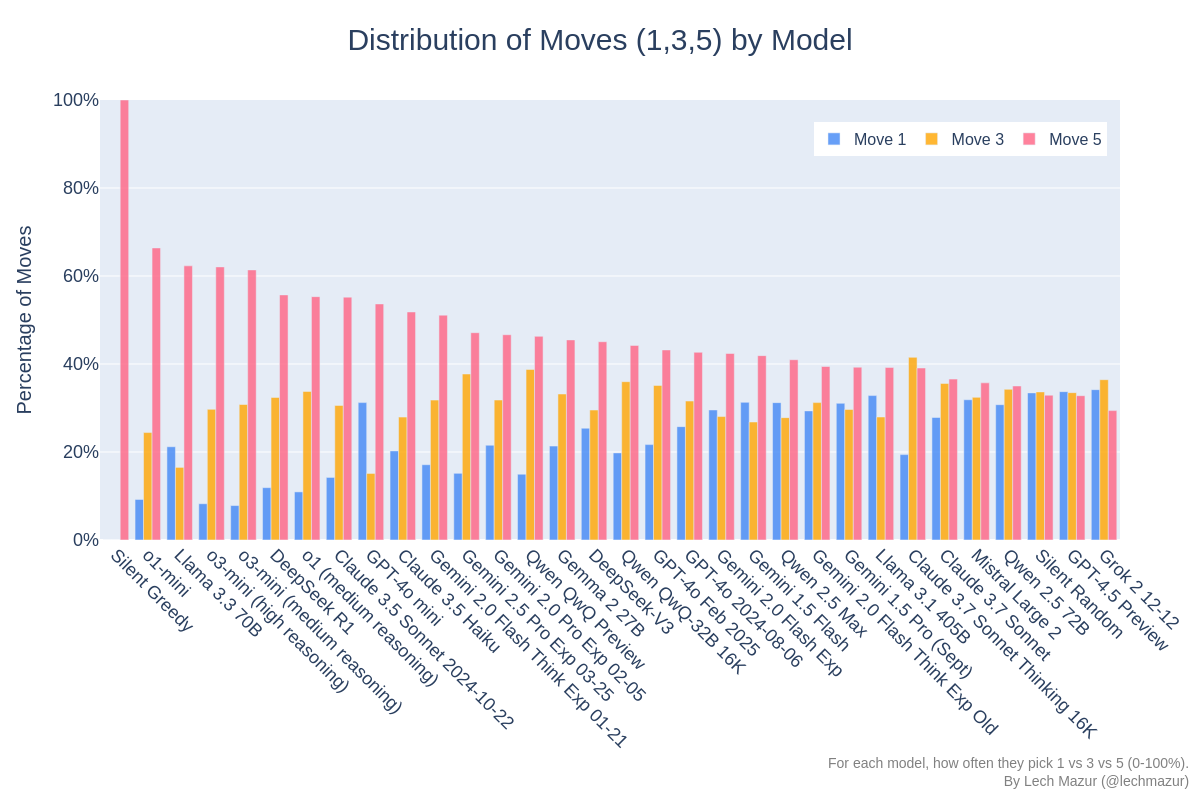 Distribution of Moves (1,3,5) by Model
Percentage of Moves
100%
80%
60%
40%
20%
0%
Move 1
Move 3
Move 5
Silent Greedy
o1-mini
Llama 3.3 70B
o3-mini (high reasoning)
o3-mini (medium reasoning)
DeepSeek R1
o1 (medium reasoning)
Claude 3.5 Sonnet 2024-10-22
GPT-4o mini
Claude 3.5 Haiku
Gemini 2.0 Flash Think Exp 01-21
Gemini 2.5 Pro Exp 03-25
Gemini 2.0 Pro Exp 02-05
Qwen QwQ Preview
Gemma 2 27B
DeepSeek-V3
Qwen QwQ-32B 16K
GPT-4o Feb 2025
GPT-4o 2024-08-06
Gemini 2.0 Flash Exp
Gemini 1.5 Flash
Qwen 2.5 Max
Gemini 2.0 Flash Think Exp Old
Gemini 1.5 Pro (Sept)
Llama 3.1 405B
Claude 3.7 Sonnet Thinking 16K
Claude 3.7 Sonnet
Mistral Large 2
Qwen 2.5 72B
Silent Random
GPT-4.5 Preview
Grok 2 12-12
For each model, how often they pick 1 vs 3 vs 5 (0-100%).
By Lech Mazur (@lechmazur)